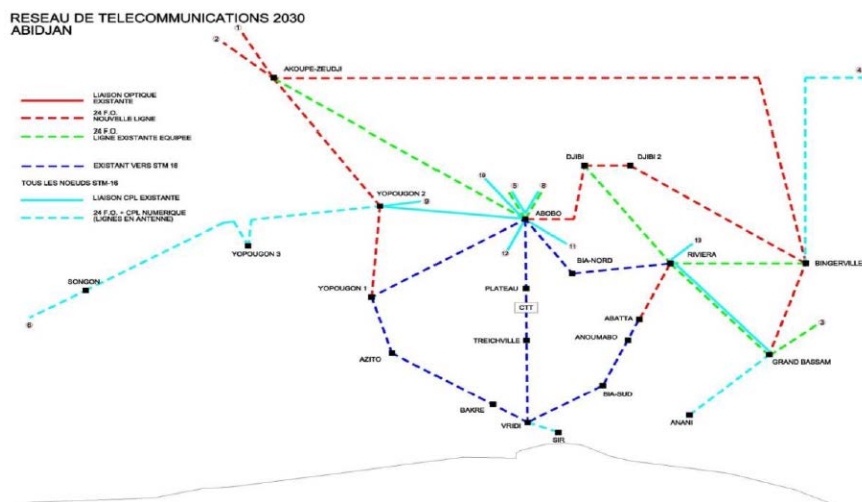 RESEAU DE TELECOMMUNICATIONS 2030
ABIDJAN
1
2
AKOUPE-ZEUDJI
4
LIAISON OPTIQUE
EXISTANTE
24 F.O.
NOUVELLE LIGNE
24 F.O.
LIGNE EXISTANTE EQUIPEE
EXISTANT VERS STM 16
TOUS LES NOEUDS STM-16
LIAISON CPL EXISTANTE
24 F.O. + CPL NUMERIQUE
(LIGNES EN ANTENNE)
DJIBI
DJIBI 2
10
5
8
YOPOUGON 2
9
ABOBO
11
12
13
YOPOUGON 3
BIA-NORD
RIVIERA
BINGERVILLE
SONGON
YOPOUGON 1
PLATEAU
CTT
6
ABATTA
3
TREICHVILLE
ANOUMABO
AZITO
GRAND BASSAM
BIA-SUD
BAKRE
VRIDI
ANANI
SIR